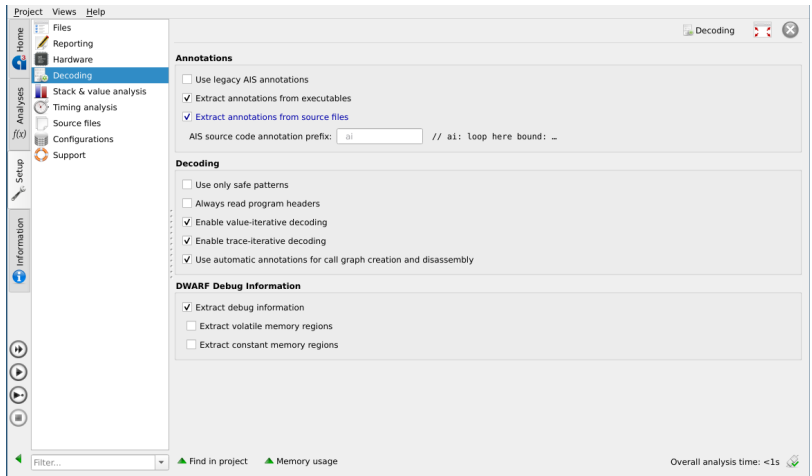 Project Views Help
Home
Analyses
f(x)
Setup
Information
Files
Reporting
Hardware
Decoding
Stack & value analysis
Timing analysis
Source files
Configurations
Support
Filter...
Decoding
Annotations
Use legacy AIS annotations
Extract annotations from executables
Extract annotations from source files
AIS source code annotation prefix: ai // ai: loop here bound: …
Decoding
Use only safe patterns
Always read program headers
Enable value-iterative decoding
Enable trace-iterative decoding
Use automatic annotations for call graph creation and disassembly
DWARF Debug Information
Extract debug information
Extract volatile memory regions
Extract constant memory regions
Find in project Memory usage Overall analysis time: <1s